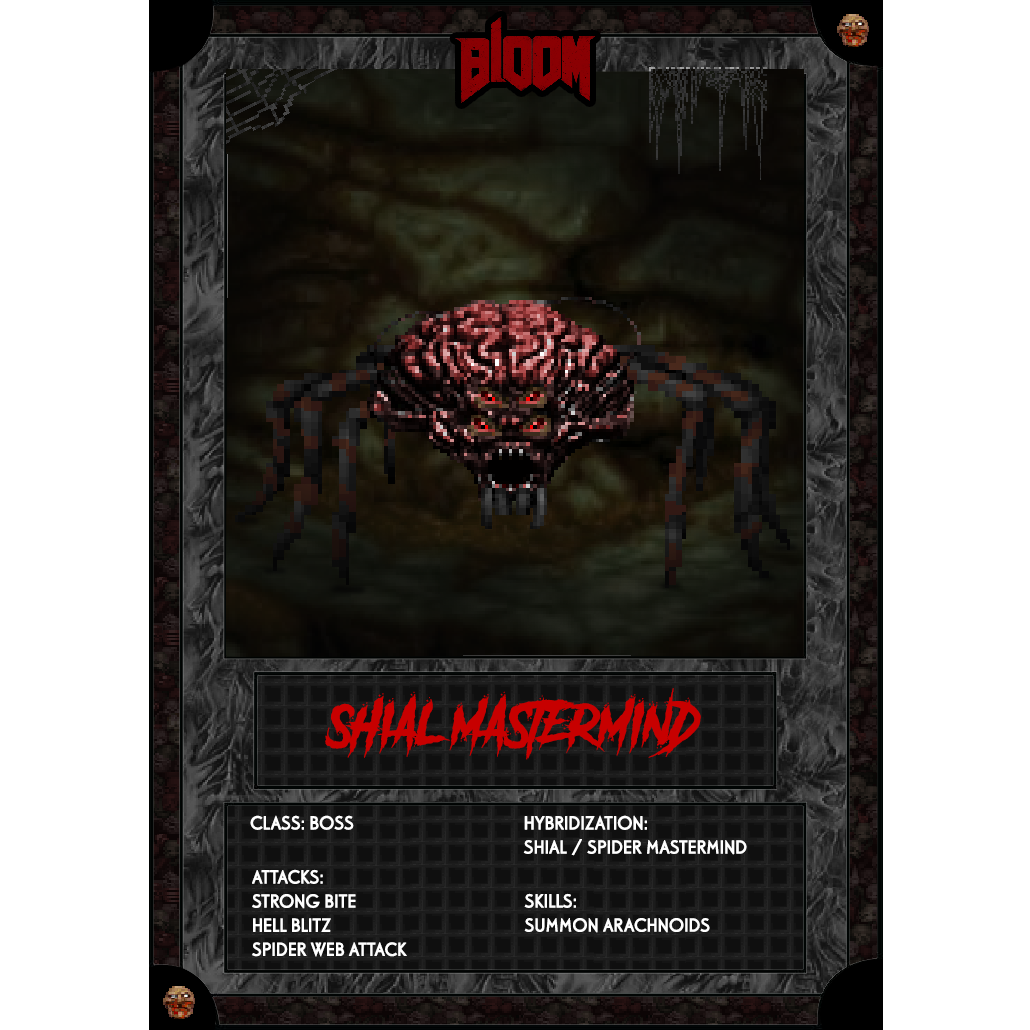 BLOOM
SHIAL MASTERMIND
CLASS: BOSS
HYBRIDIZATION:
SHIAL / SPIDER MASTERMIND
ATTACKS:
STRONG BITE
HELL BLITZ
SPIDER WEB ATTACK
SKILLS:
SUMMON ARACHNOIDS